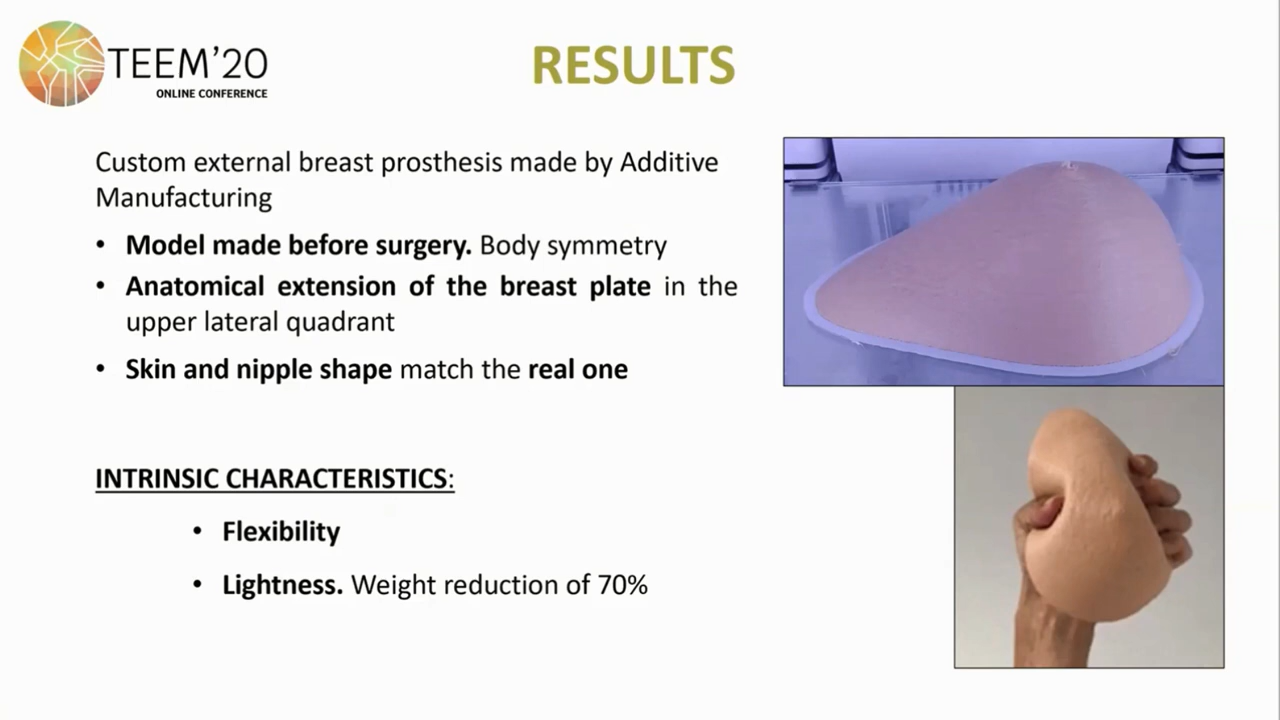 TEEM’20
ONLINE CONFERENCE
RESULTS
Custom external breast prosthesis made by Additive
Manufacturing
• Model made before surgery. Body symmetry
• Anatomical extension of the breast plate in the
upper lateral quadrant
• Skin and nipple shape match the real one
INTRINSIC CHARACTERISTICS:
• Flexibility
• Lightness. Weight reduction of 70%